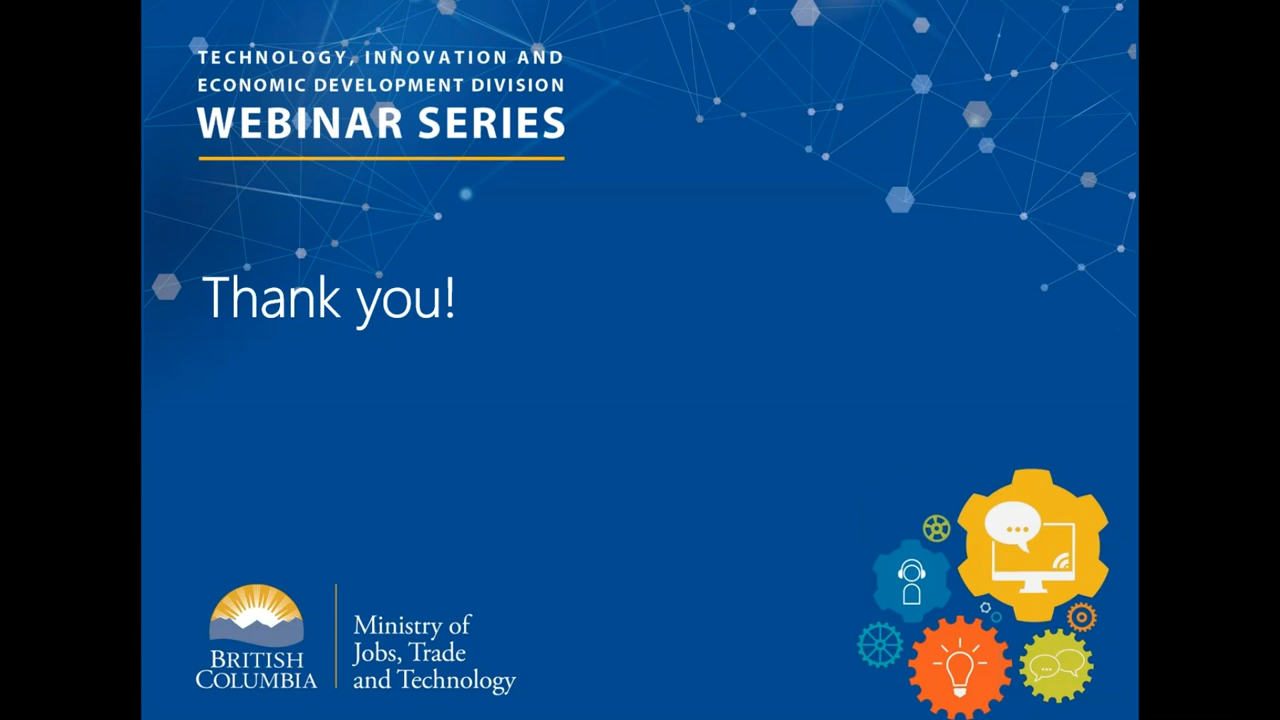 TECHNOLOGY, INNOVATION AND
ECONOMIC DEVELOPMENT DIVISION
WEBINAR SERIES
Thank you!
BRITISH
COLUMBIA
Ministry of
Jobs, Trade
and Technology